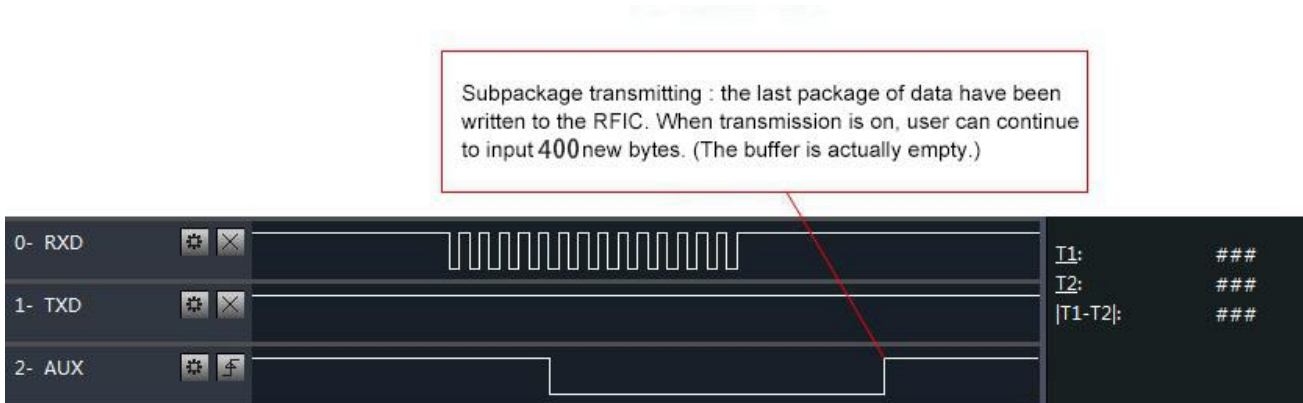 Subpackage transmitting : the last package of data have been
written to the RFIC. When transmission is on, user can continue
to input 400 new bytes. (The buffer is actually empty.)
0- RXD
T1: ###
1- TXD
T2: ###
|T1-T2|: ###
2- AUX